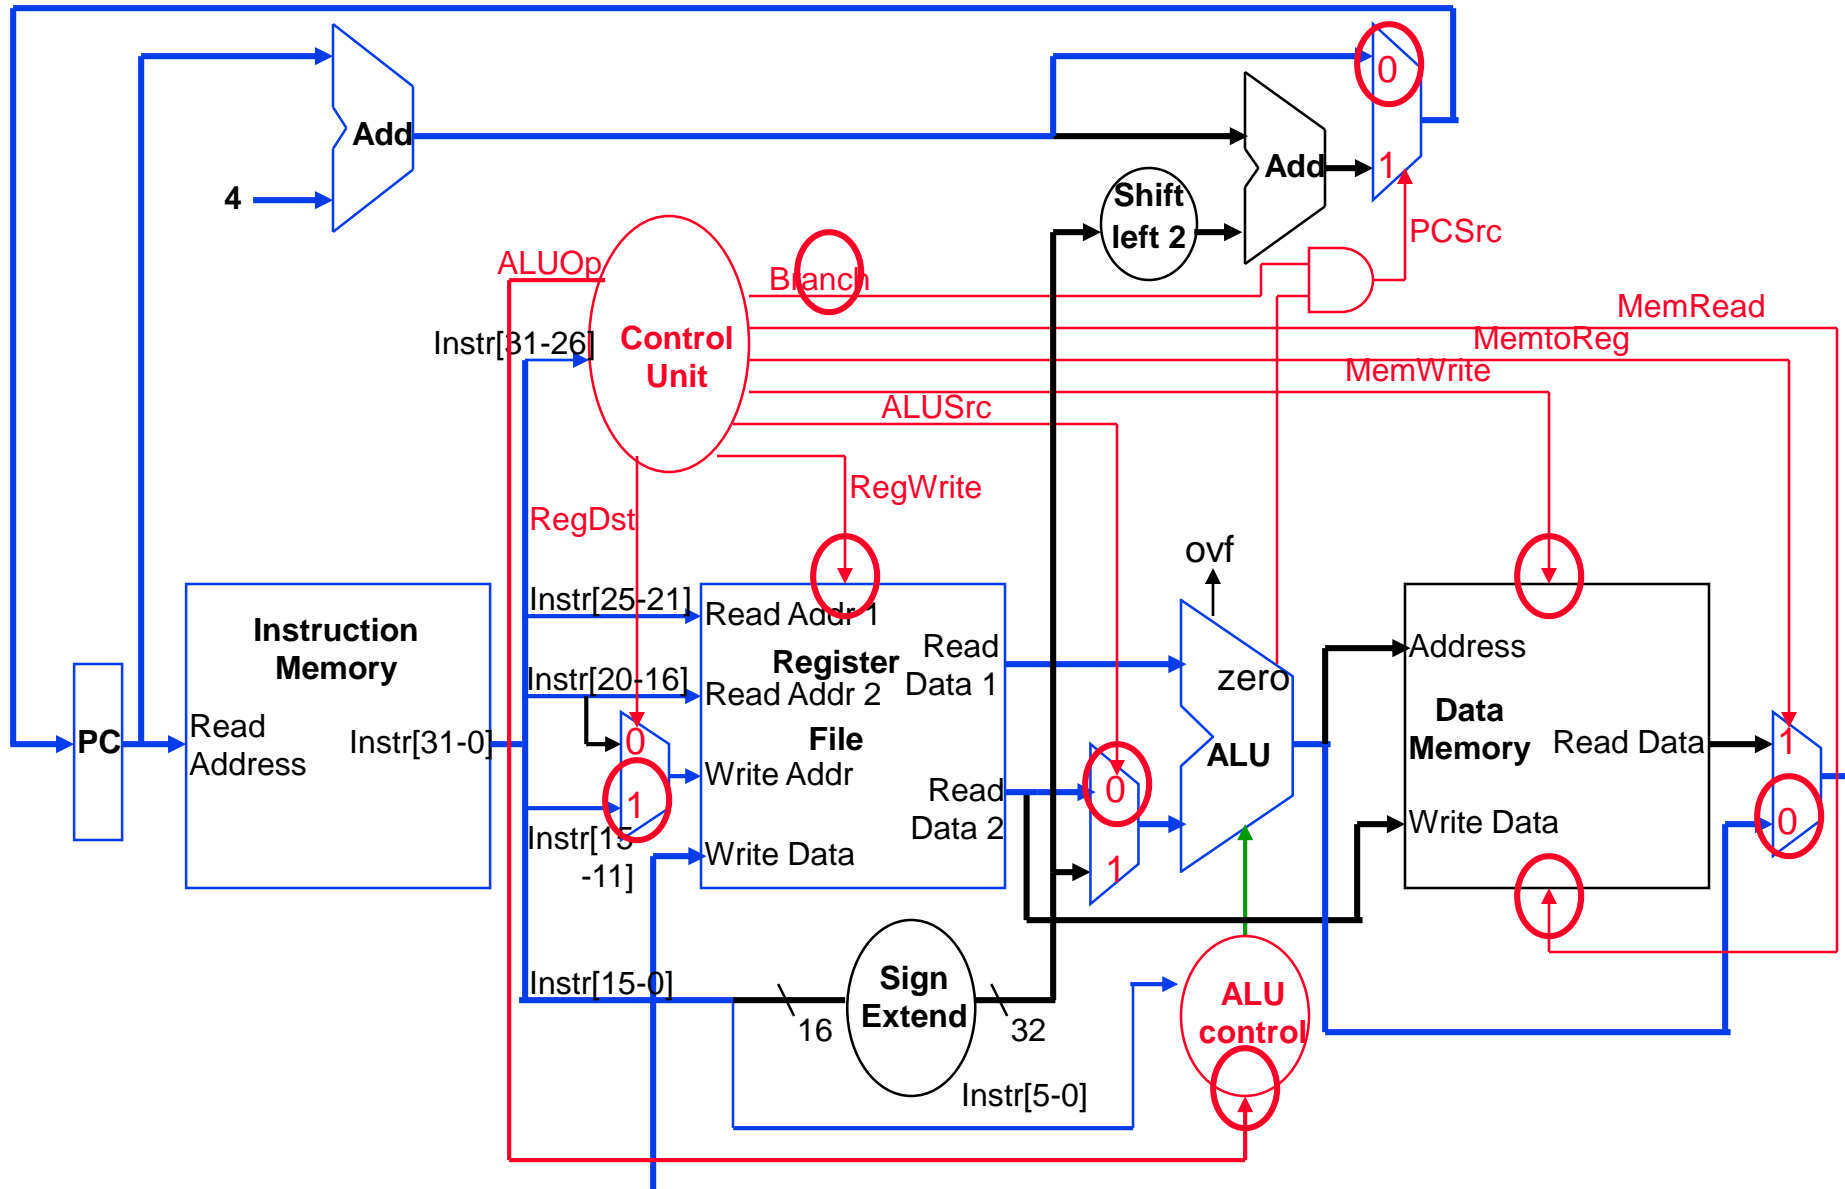 0
Add
Add
1
4
Shift
left 2
PCSrc
ALUOp
Branch
MemRead
Instr[31-26]
Control
Unit
MemtoReg
MemWrite
ALUSrc
RegWrite
RegDst
ovf
Instr[25-21]
Read Addr 1
Instruction
Memory
Register
Read
Data 1
Address
Instr[20-16]
Read Addr 2
zero
Data
Memory
Read Data
1
PC
Read
Address
Instr[31-0]
0
File
ALU
Write Addr
1
Read
Data 2
0
Write Data
0
Instr[15
-11]
Write Data
1
Instr[15-0]
Sign
Extend
16
32
ALU
control
Instr[5-0]